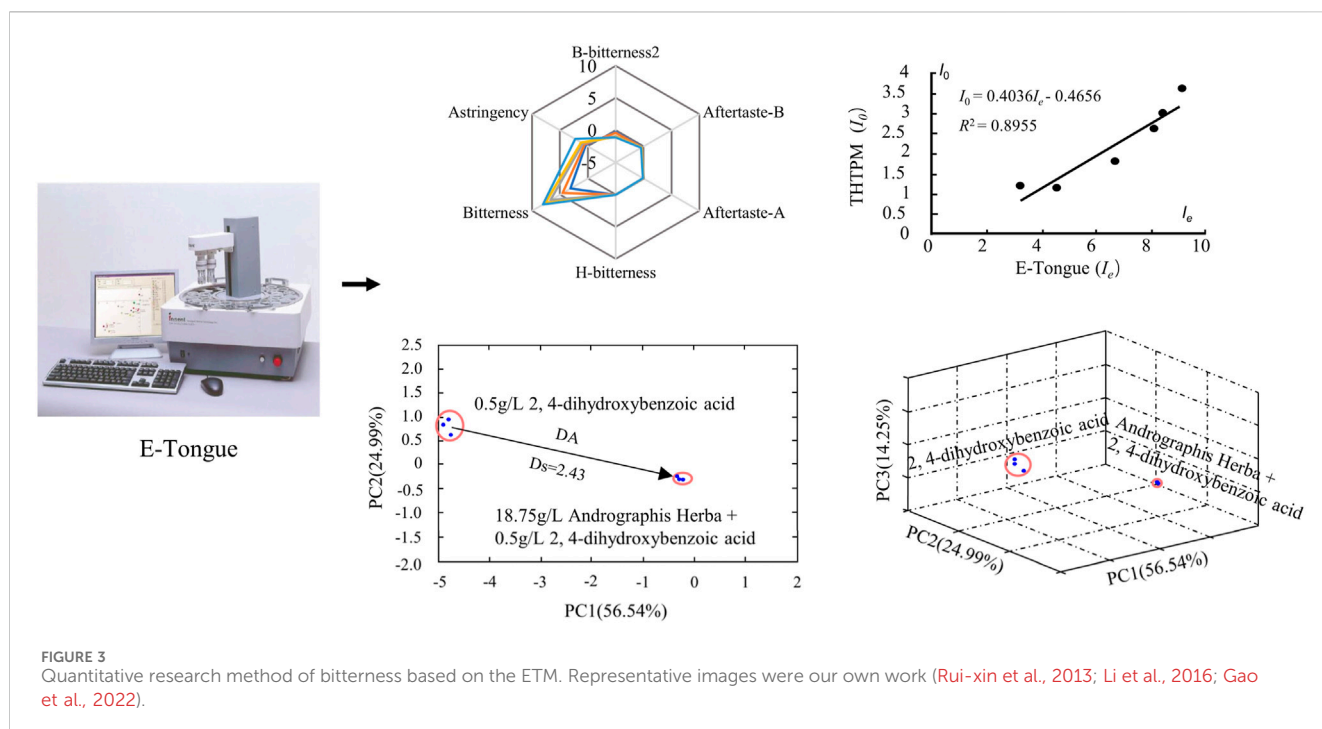 E-Tongue
B-bitterness2
10
5
0
-5
Astringency
Aftertaste-B
Bitterness
Aftertaste-A
H-bitterness
I₀
4
3.5
3
2.5
2
1.5
1
0.5
0
THTPM (I₀)
I₀ = 0.4036Iₑ - 0.4656
R² = 0.8955
Iₑ
0 2 4 6 8 10
E-Tongue (Iₑ)
2.5
2.0
1.5
1.0
0.5
0
-0.5
-1.0
-1.5
-2.0
PC2(24.99%)
0.5g/L 2, 4-dihydroxybenzoic acid
DA
Ds=2.43
18.75g/L Andrographis Herba +
0.5g/L 2, 4-dihydroxybenzoic acid
-5 -4 -3 -2 -1 0 1 2
PC1(56.54%)
PC3(14.25%)
2, 4-dihydroxybenzoic acid
Andrographis Herba +
2, 4-dihydroxybenzoic acid
PC2(24.99%)
PC1(56.54%)
FIGURE 3
Quantitative research method of bitterness based on the ETM. Representative images were our own work (Rui-xin et al., 2013; Li et al., 2016; Gao
et al., 2022).